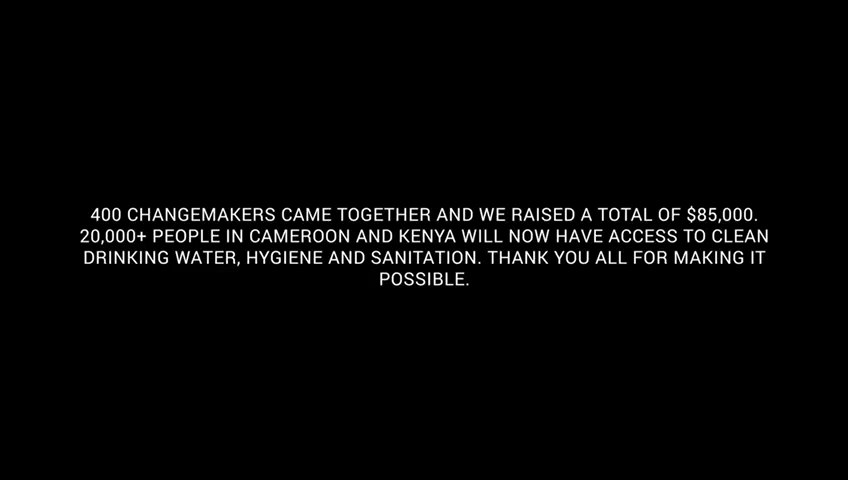 400 CHANGEMAKERS CAME TOGETHER AND WE RAISED A TOTAL OF $85,000.
20,000+ PEOPLE IN CAMEROON AND KENYA WILL NOW HAVE ACCESS TO CLEAN
DRINKING WATER, HYGIENE AND SANITATION. THANK YOU ALL FOR MAKING IT
POSSIBLE.